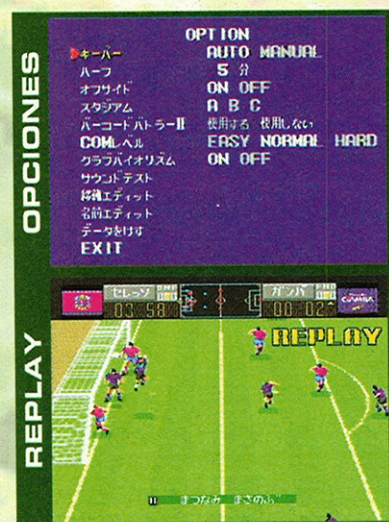 OPCIONES
OPTION
キーパー AUTO MANUAL
ハーフ 5 分
オフサイド ON OFF
スタジアム A B C
バーコードバトラーII 使用する 使用しない
COMレベル EASY NORMAL HARD
クラブバイオリズム ON OFF
サウンドテスト
移籍エディット
名前エディット
データをけす
EXIT
REPLAY
セレッソ 2ND ガンバ 2ND
03 58 00 02
GAMBA
REPLAY
11 まつなみ まさのぶ